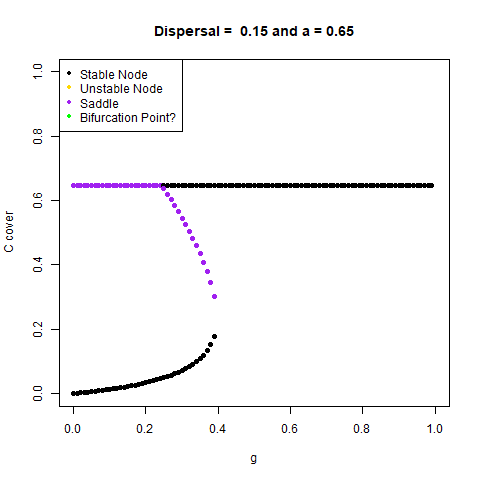 Dispersal =  0.15 and a = 0.65
Stable Node
Unstable Node
Saddle
Bifurcation Point?
C cover
1.0
0.8
0.6
0.4
0.2
0.0
0.0 0.2 0.4 0.6 0.8 1.0
g